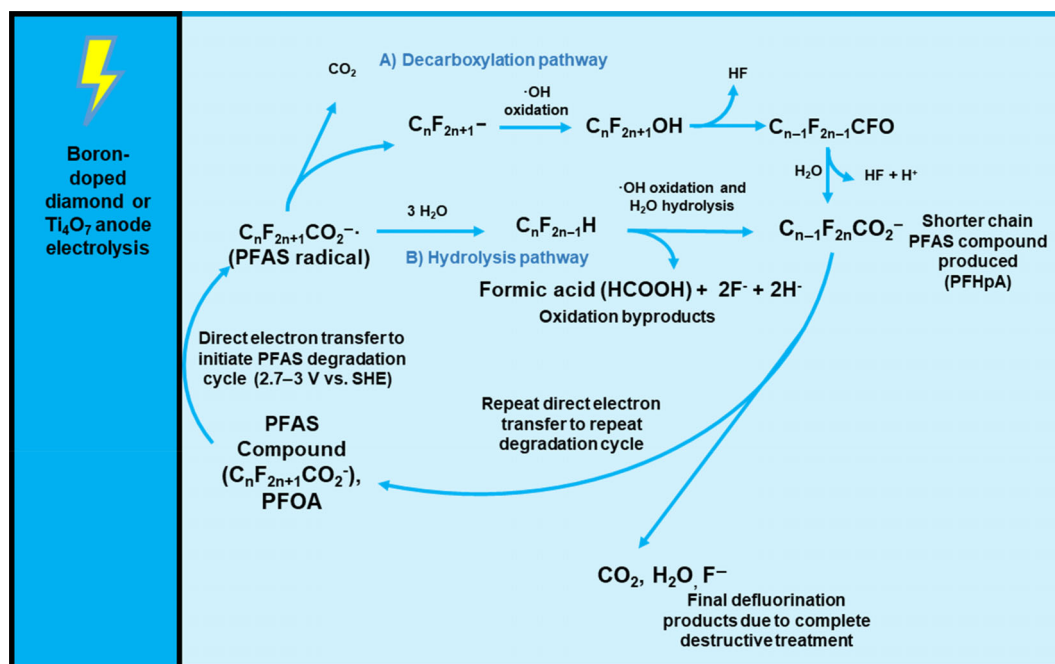 Boron-
doped
diamond or
Ti₄O₇ anode
electrolysis
CO₂
A) Decarboxylation pathway
HF
·OH
oxidation
CₙF₂ₙ₊₁−
CₙF₂ₙ₊₁OH
Cₙ₋₁F₂ₙ₋₁CFO
H₂O
HF + H⁺
3 H₂O
·OH oxidation and
H₂O hydrolysis
CₙF₂ₙ₊₁CO₂⁻·
(PFAS radical)
CₙF₂ₙ₋₁H
Cₙ₋₁F₂ₙCO₂⁻
Shorter chain
PFAS compound
produced
(PFHpA)
B) Hydrolysis pathway
Formic acid (HCOOH) + 2F⁻ + 2H⁻
Oxidation byproducts
Direct electron transfer to
initiate PFAS degradation
cycle (2.7–3 V vs. SHE)
Repeat direct electron
transfer to repeat
degradation cycle
PFAS
Compound
(CₙF₂ₙ₊₁CO₂⁻),
PFOA
CO₂, H₂O, F⁻
Final defluorination
products due to complete
destructive treatment